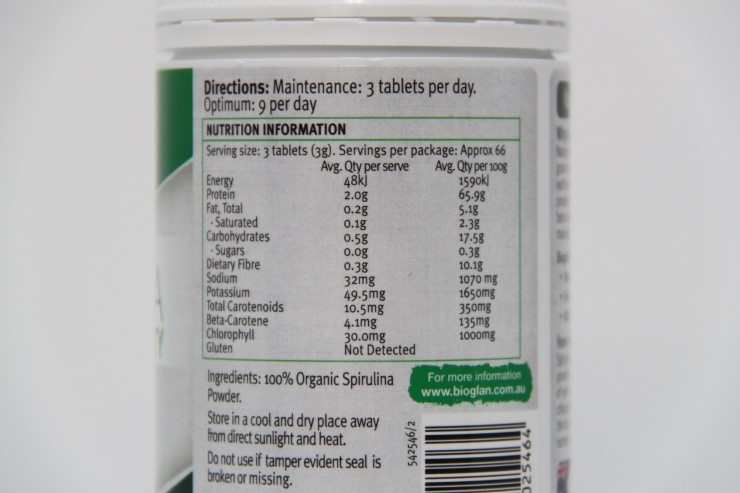 Directions: Maintenance: 3 tablets per day.
Optimum: 9 per day
NUTRITION INFORMATION
Serving size: 3 tablets (3g). Servings per package: Approx 66
Avg. Qty per serve Avg. Qty per 100g
Energy 48kJ 1590kJ
Protein 2.0g 65.9g
Fat, Total 0.2g 5.1g
- Saturated 0.1g 2.3g
Carbohydrates 0.5g 17.5g
- Sugars 0.0g 0.3g
Dietary Fibre 0.3g 10.1g
Sodium 32mg 1070 mg
Potassium 49.5mg 1650mg
Total Carotenoids 10.5mg 350mg
Beta-Carotene 4.1mg 135mg
Chlorophyll 30.0mg 1000mg
Gluten Not Detected
Ingredients: 100% Organic Spirulina
Powder.
For more information
www.bioglan.com.au
Store in a cool and dry place away
from direct sunlight and heat.
Do not use if tamper evident seal is
broken or missing.
542546/2
025464